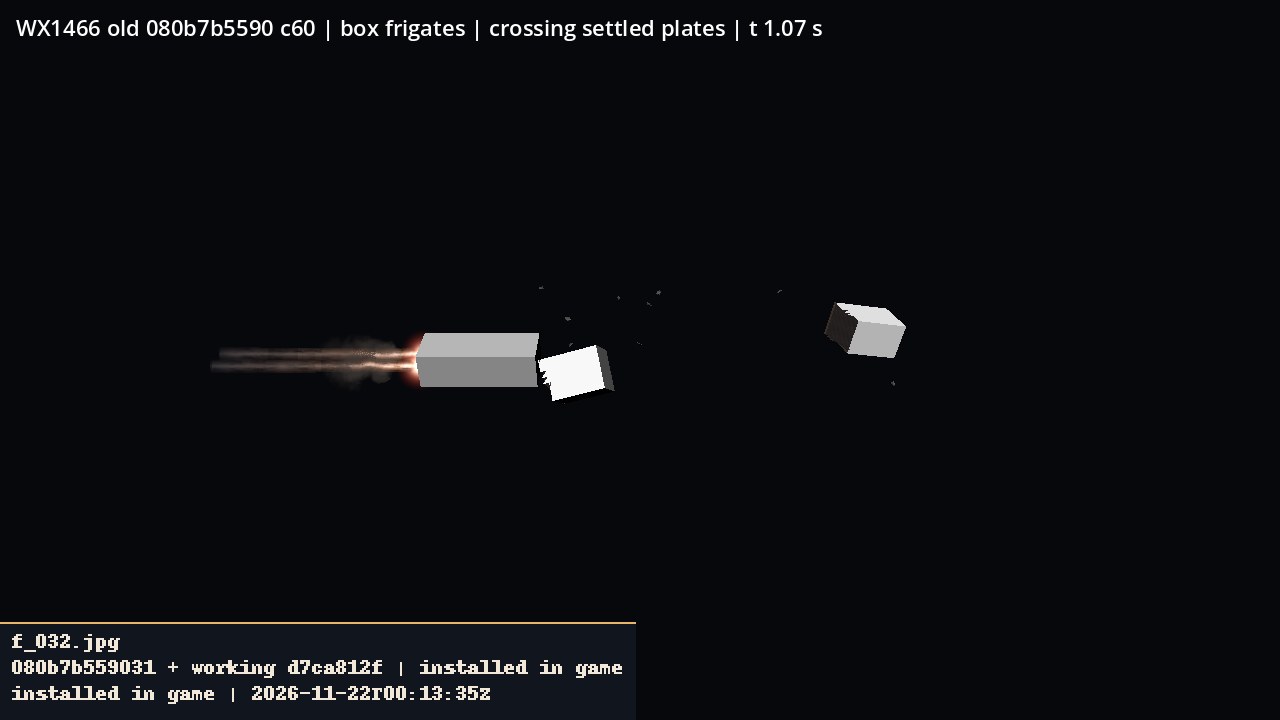 WX1466 old 080b7b5590 c60 | box frigates | crossing settled plates | t 1.07 s
f_032.jpg
080b7b559031 + working d7ca812f | installed in game
installed in game | 2026-11-22T00:13:35Z